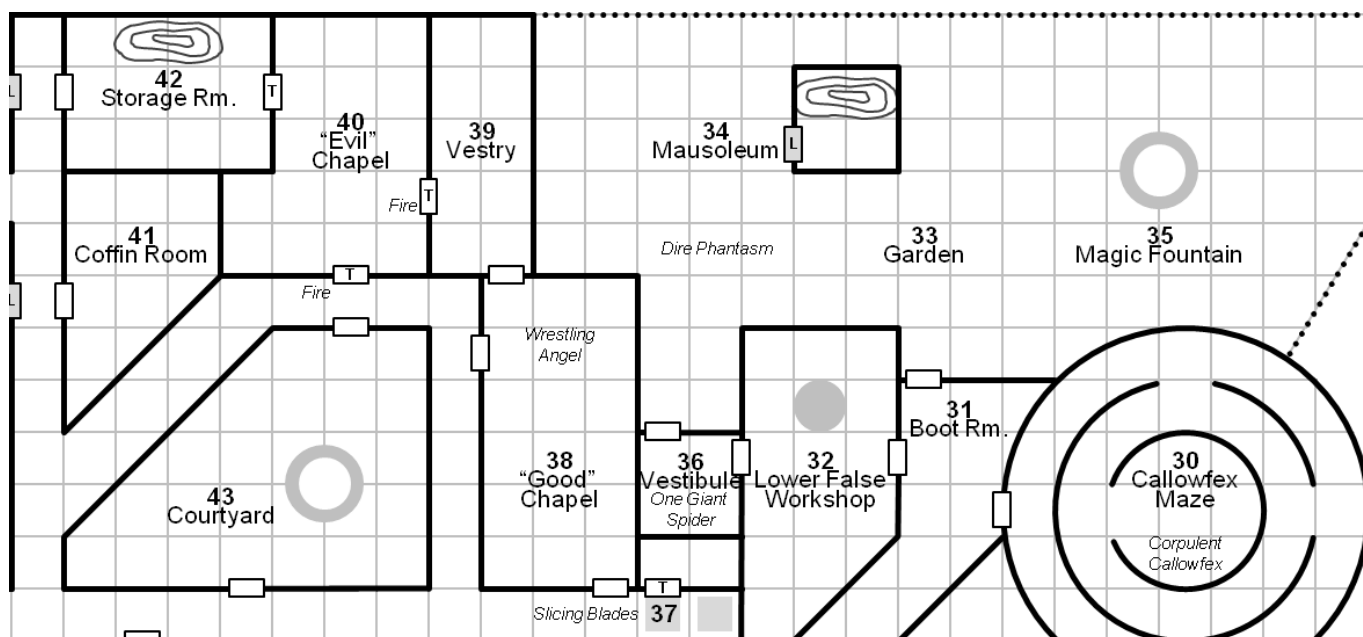 42
Storage Rm.
L
T
40
"Evil"
Chapel
39
Vestry
34
Mausoleum
L
T
Fire
41
Coffin Room
Dire Phantasm
33
Garden
35
Magic Fountain
L
T
Fire
Wrestling
Angel
31
Boot Rm.
43
Courtyard
38
"Good"
Chapel
36
Vestibule
One Giant
Spider
32
Lower False
Workshop
30
Callowfex
Maze
Corpulent
Callowfex
T
Slicing Blades
37